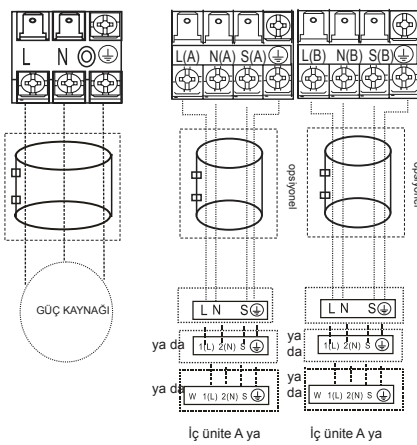 L N ⏚
L(A) N(A) S(A) ⏚
L(B) N(B) S(B) ⏚
opsiyonel
opsiyonel
GÜÇ KAYNAĞI
L N S ⏚
ya da 1(L) 2(N) S ⏚
ya da W 1(L) 2(N) S ⏚
L N S ⏚
ya da 1(L) 2(N) S ⏚
ya da W 1(L) 2(N) S ⏚
İç ünite A ya
İç ünite A ya